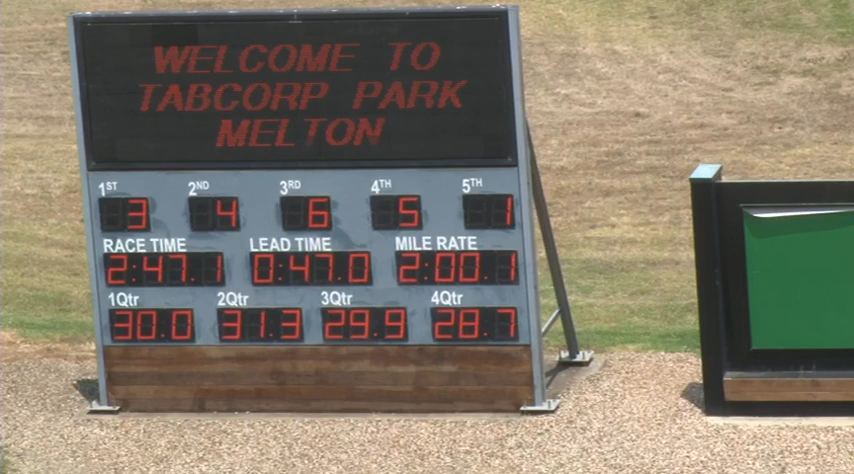 WELCOME TO
TABCORP PARK
MELTON
1ST 2ND 3RD 4TH 5TH
3 4 6 5 1
RACE TIME LEAD TIME MILE RATE
2:47.1 0:47.0 2:00.1
1Qtr 2Qtr 3Qtr 4Qtr
30.0 31.3 29.9 28.7